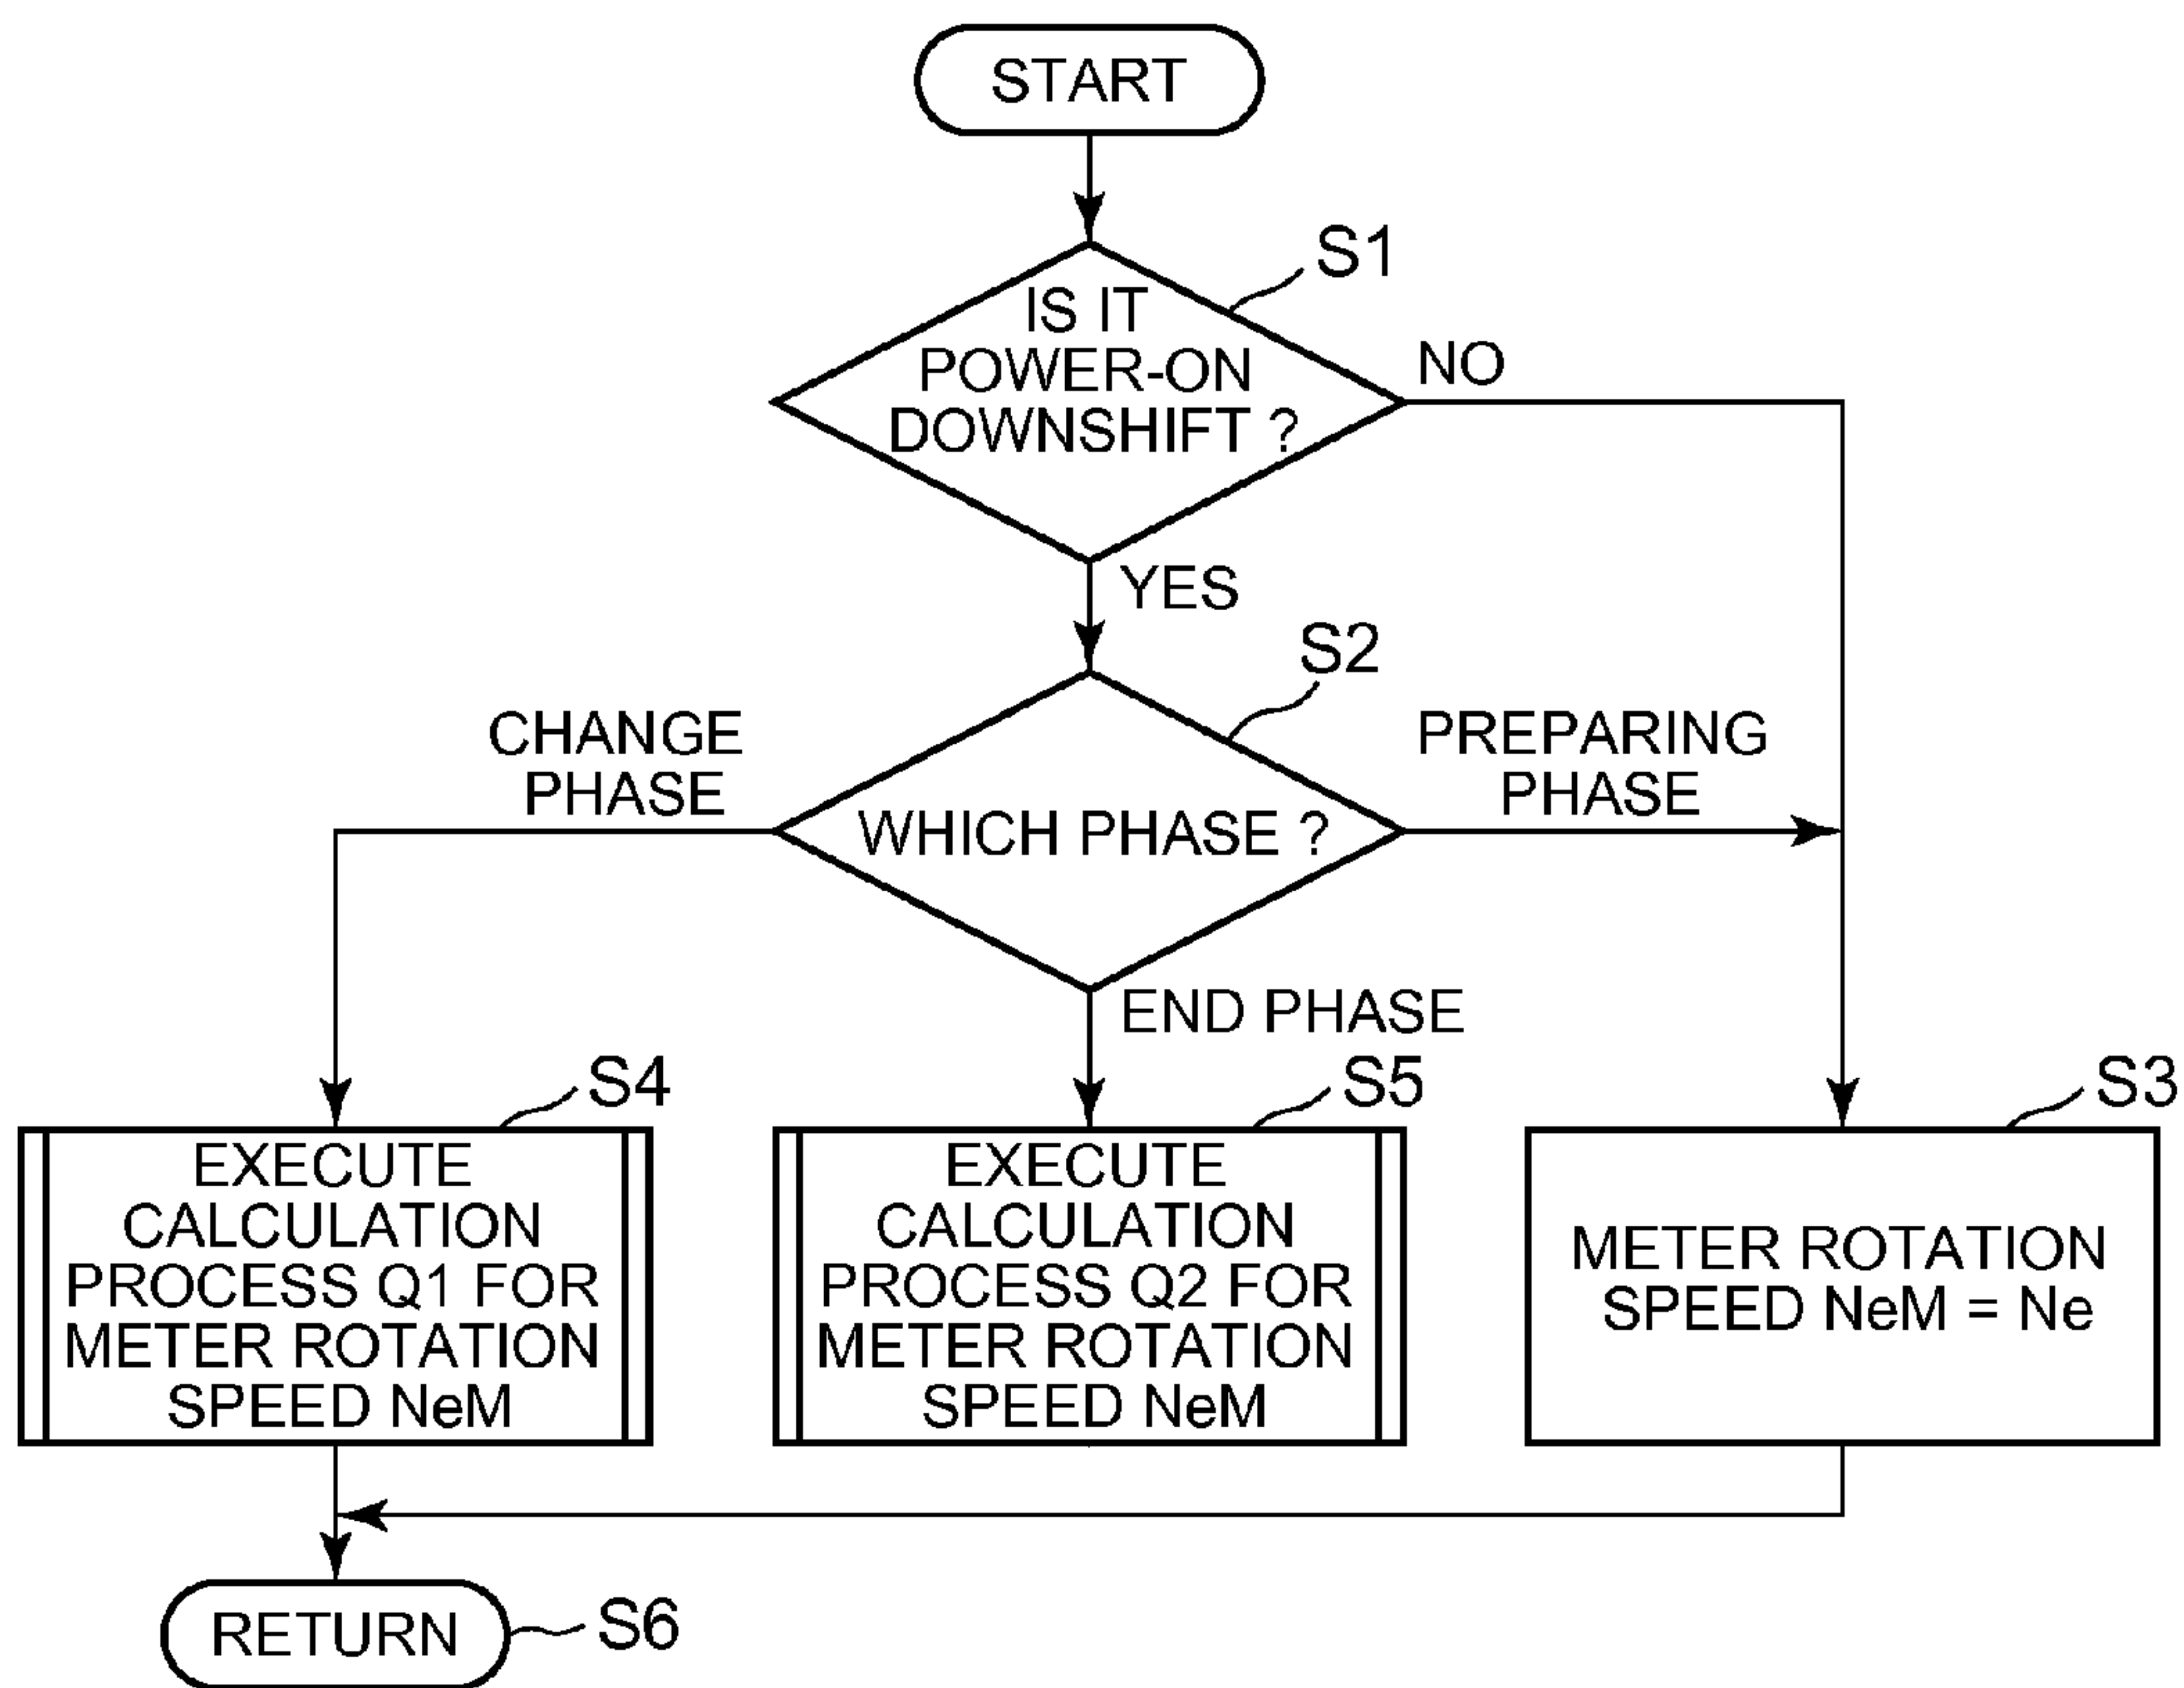 START
S1
IS IT
POWER-ON
DOWNSHIFT ?
NO
YES
S2
CHANGE
PHASE
WHICH PHASE ?
PREPARING
PHASE
END PHASE
S4
EXECUTE
CALCULATION
PROCESS Q1 FOR
METER ROTATION
SPEED NeM
S5
EXECUTE
CALCULATION
PROCESS Q2 FOR
METER ROTATION
SPEED NeM
S3
METER ROTATION
SPEED NeM = Ne
RETURN
S6